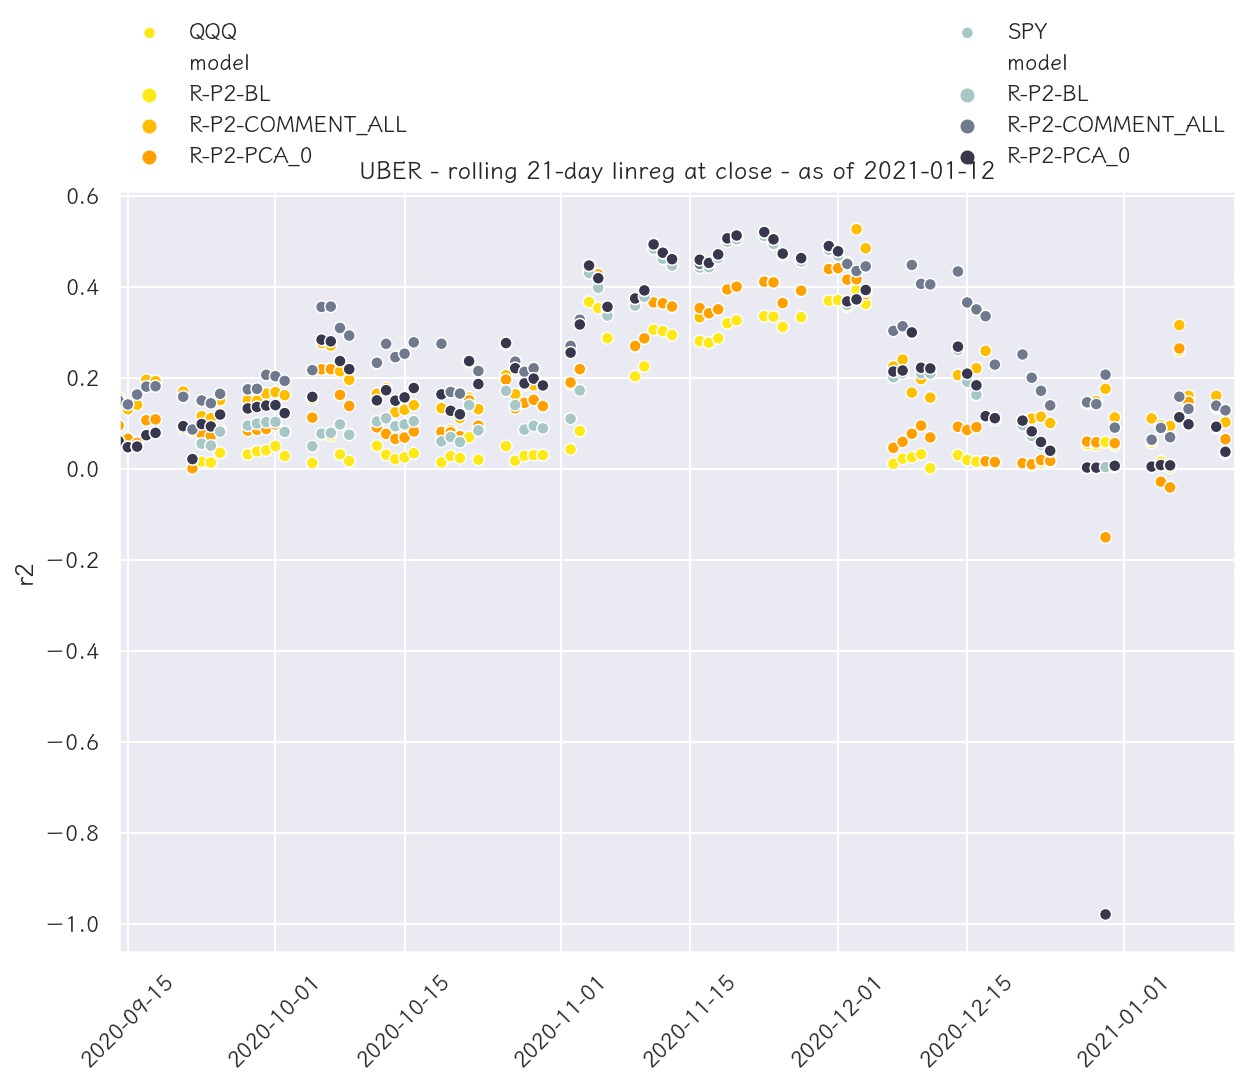 QQQ
model
R-P2-BL
R-P2-COMMENT_ALL
R-P2-PCA_0
SPY
model
R-P2-BL
R-P2-COMMENT_ALL
R-P2-PCA_0
UBER - rolling 21-day linreg at close - as of 2021-01-12
0.6
0.4
0.2
0.0
−0.2
−0.4
−0.6
−0.8
−1.0
r2
2020-09-15
2020-10-01
2020-10-15
2020-11-01
2020-11-15
2020-12-01
2020-12-15
2021-01-01